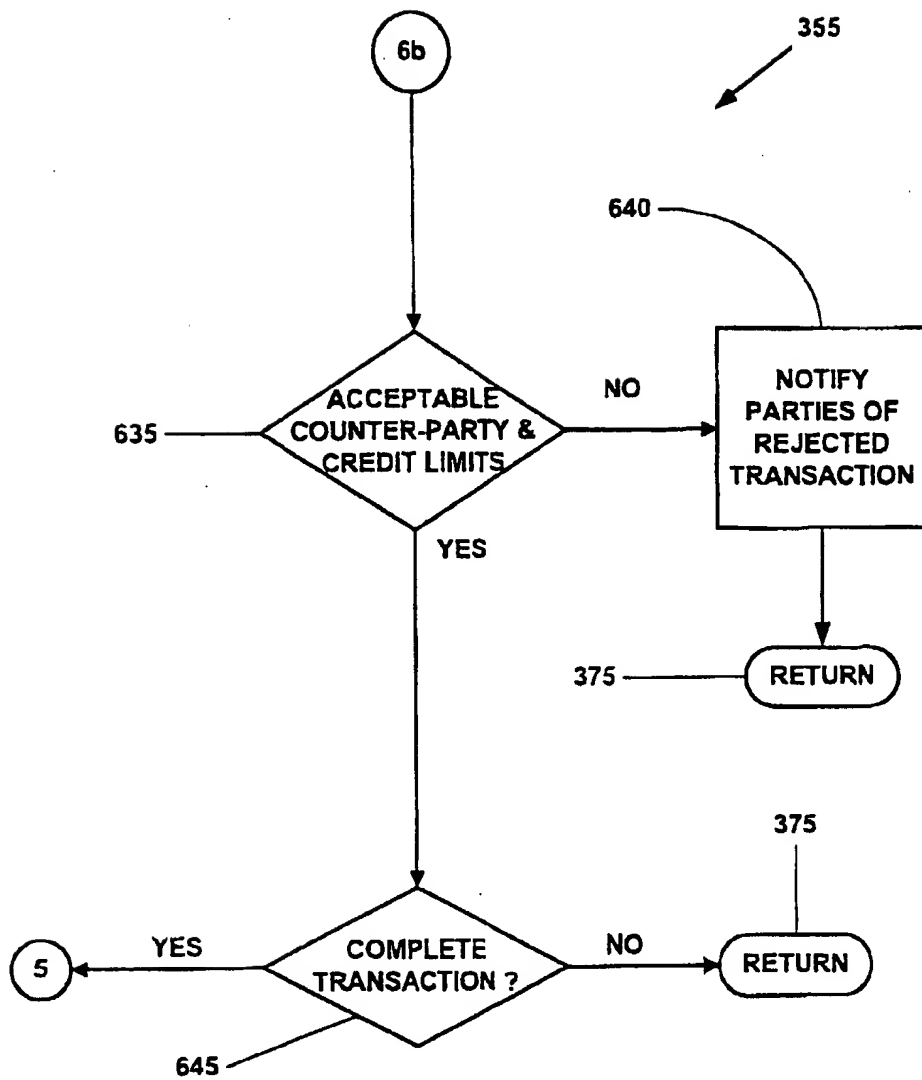 6b
355
640
ACCEPTABLE
COUNTER-PARTY &
CREDIT LIMITS
635
NO
NOTIFY
PARTIES OF
REJECTED
TRANSACTION
YES
375
RETURN
375
5
YES
COMPLETE
TRANSACTION ?
NO
RETURN
645